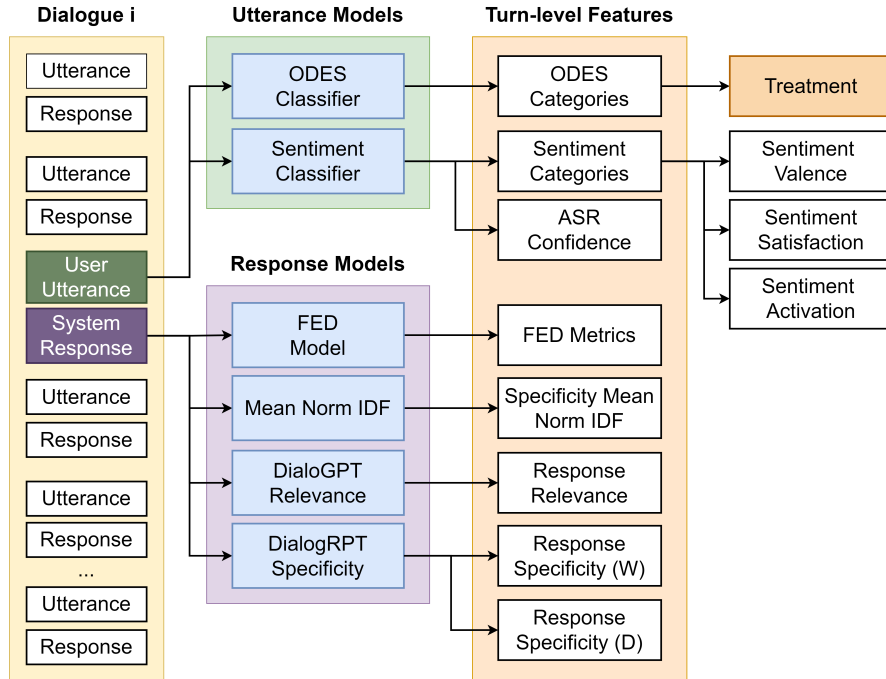 Dialogue i
Utterance
Response
Utterance
Response
User
Utterance
System
Response
Utterance
Response
Utterance
Response
...
Utterance
Response
Utterance Models
ODES
Classifier
Sentiment
Classifier
Response Models
FED
Model
Mean Norm IDF
DialoGPT
Relevance
DialogRPT
Specificity
Turn-level Features
ODES
Categories
Sentiment
Categories
ASR
Confidence
FED Metrics
Specificity Mean
Norm IDF
Response
Relevance
Response
Specificity (W)
Response
Specificity (D)
Treatment
Sentiment
Valence
Sentiment
Satisfaction
Sentiment
Activation